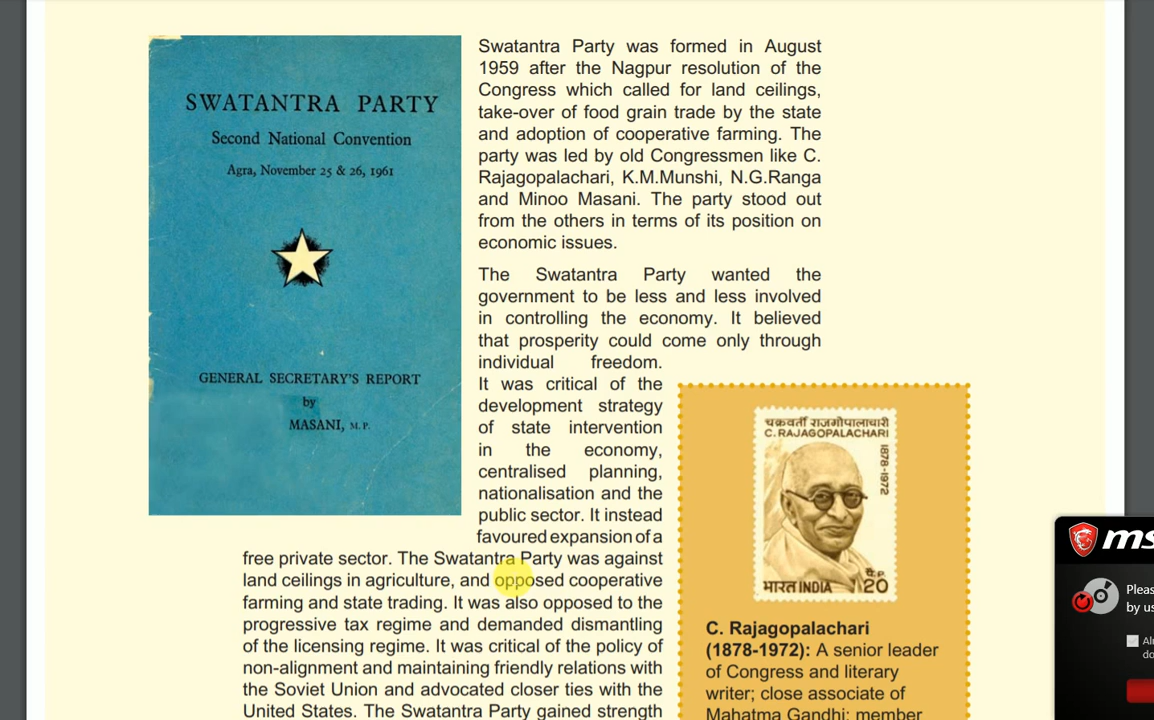 SWATANTRA PARTY
Second National Convention
Agra, November 25 & 26, 1961
GENERAL SECRETARY'S REPORT
by
MASANI, M. P.
Swatantra Party was formed in August
1959 after the Nagpur resolution of the
Congress which called for land ceilings,
take-over of food grain trade by the state
and adoption of cooperative farming. The
party was led by old Congressmen like C.
Rajagopalachari, K.M.Munshi, N.G.Ranga
and Minoo Masani. The party stood out
from the others in terms of its position on
economic issues.
The Swatantra Party wanted the
government to be less and less involved
in controlling the economy. It believed
that prosperity could come only through
individual freedom.
It was critical of the
development strategy
of state intervention
in the economy,
centralised planning,
nationalisation and the
public sector. It instead
favoured expansion of a
free private sector. The Swatantra Party was against
land ceilings in agriculture, and opposed cooperative
farming and state trading. It was also opposed to the
progressive tax regime and demanded dismantling
of the licensing regime. It was critical of the policy of
non-alignment and maintaining friendly relations with
the Soviet Union and advocated closer ties with the
United States. The Swatantra Party gained strength
चक्रवर्ती राजगोपालाचारी
C. RAJAGOPALACHARI
1878-1972
भारत INDIA
पै.P.
20
C. Rajagopalachari
(1878-1972): A senior leader
of Congress and literary
writer; close associate of
Mahatma Gandhi; member
ms
Pleas
by us
Al
do